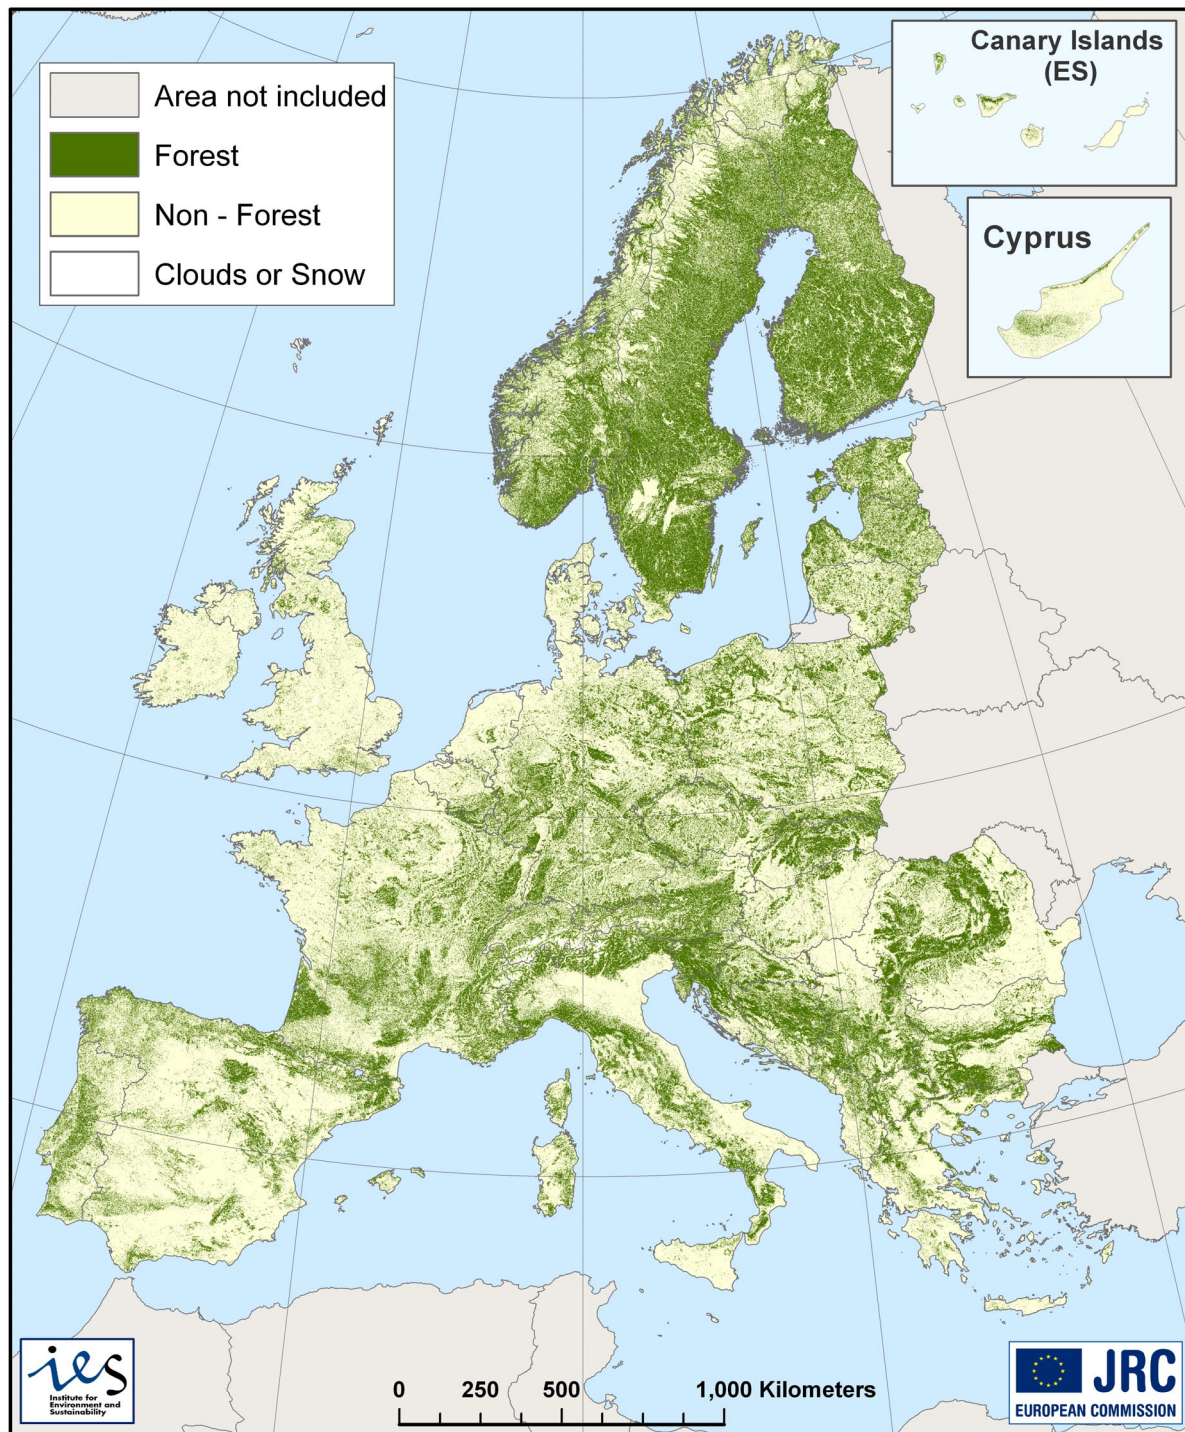 Canary Islands
(ES)
Area not included
Forest
Non - Forest
Clouds or Snow
Cyprus
ies
Institute for
Environment and
Sustainability
0 250 500 1,000 Kilometers
JRC
EUROPEAN COMMISSION